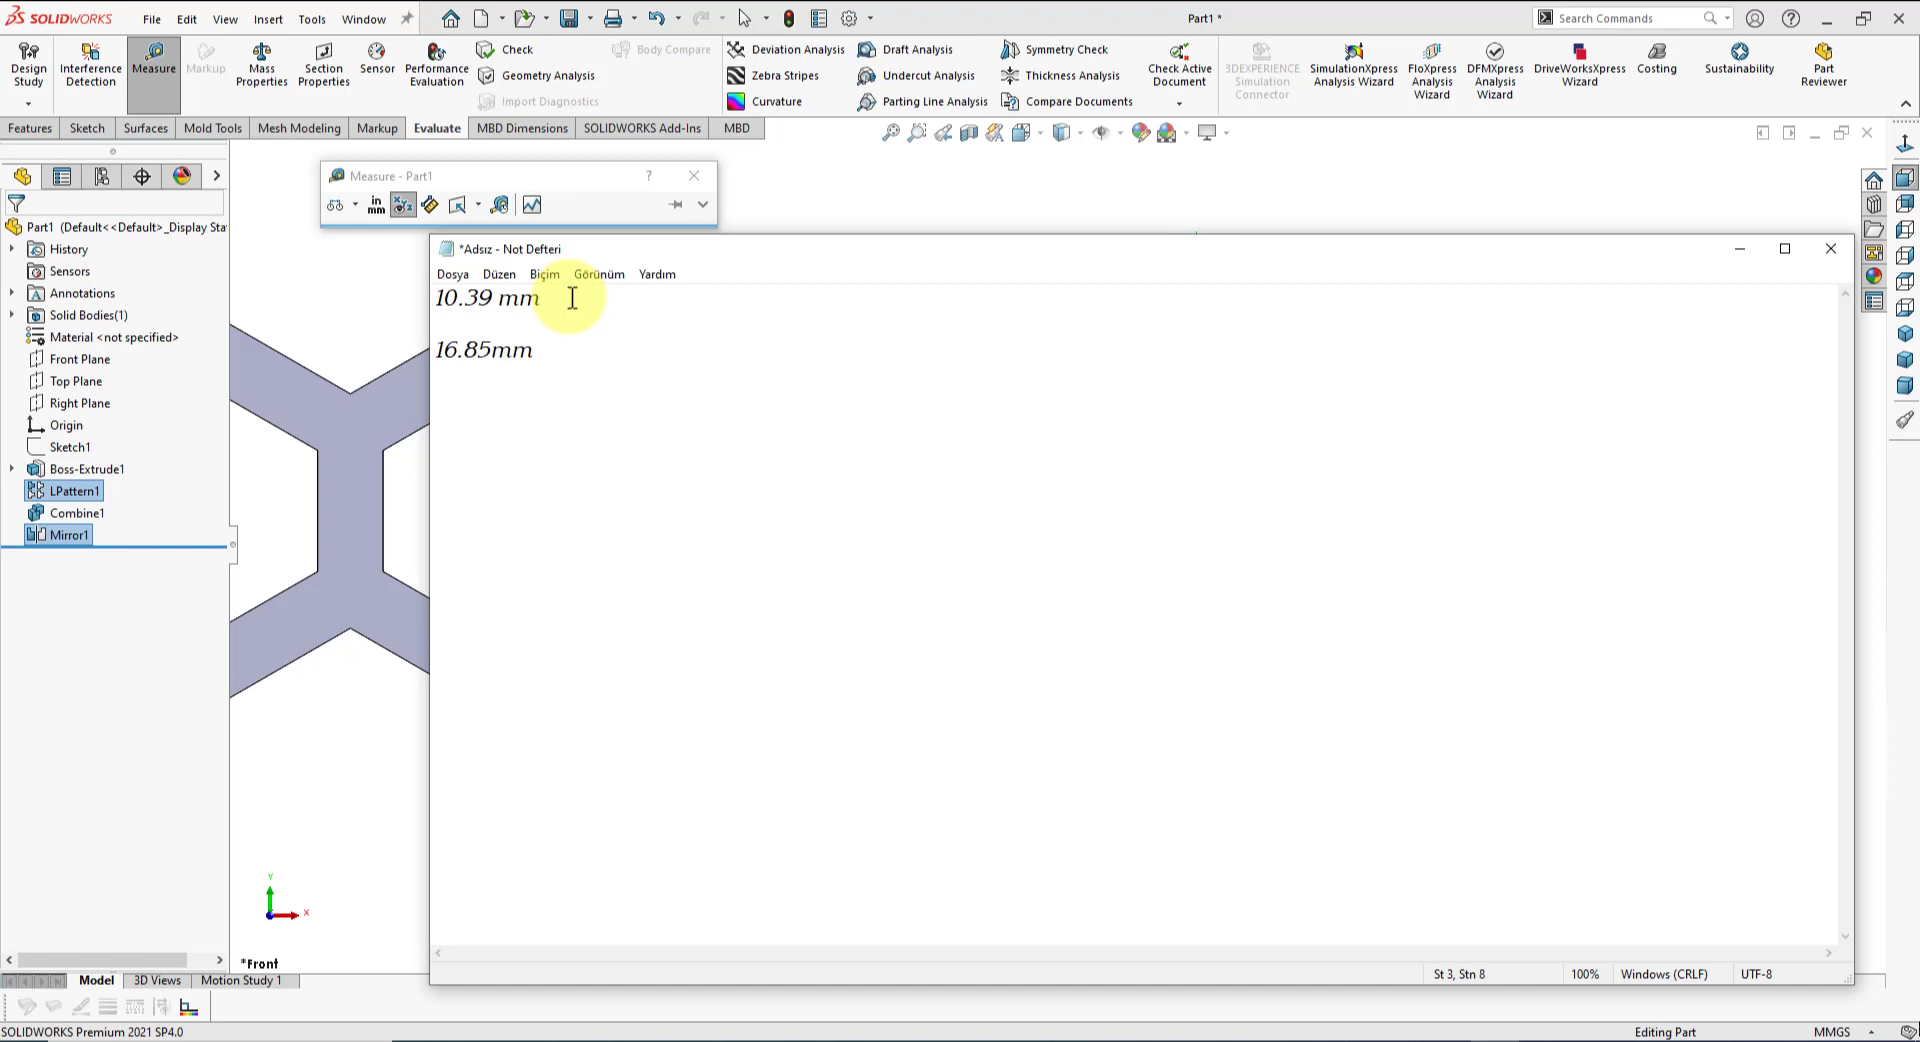 SOLIDWORKS File Edit View Insert Tools Window Part1 * Search Commands
Design Study
Interference Detection
Measure
Markup
Mass Properties
Section Properties
Sensor
Performance Evaluation
Check
Geometry Analysis
Import Diagnostics
Body Compare
Deviation Analysis
Zebra Stripes
Curvature
Draft Analysis
Undercut Analysis
Parting Line Analysis
Symmetry Check
Thickness Analysis
Compare Documents
Check Active Document
3DEXPERIENCE Simulation Connector
SimulationXpress Analysis Wizard
FloXpress Analysis Wizard
DFMXpress Analysis Wizard
DriveWorksXpress Wizard
Costing
Sustainability
Part Reviewer
Features Sketch Surfaces Mold Tools Mesh Modeling Markup Evaluate MBD Dimensions SOLIDWORKS Add-Ins MBD
Measure - Part1 ?
in mm
Part1 (Default<<Default>_Display Sta
History
Sensors
Annotations
Solid Bodies(1)
Material <not specified>
Front Plane
Top Plane
Right Plane
Origin
Sketch1
Boss-Extrude1
LPattern1
Combine1
Mirror1
*Adsız - Not Defteri
Dosya Düzen Biçim Görünüm Yardım
10.39 mm
16.85mm
St 3, Stn 8 100% Windows (CRLF) UTF-8
Y
X
*Front
Model 3D Views Motion Study 1
SOLIDWORKS Premium 2021 SP4.0 Editing Part MMGS